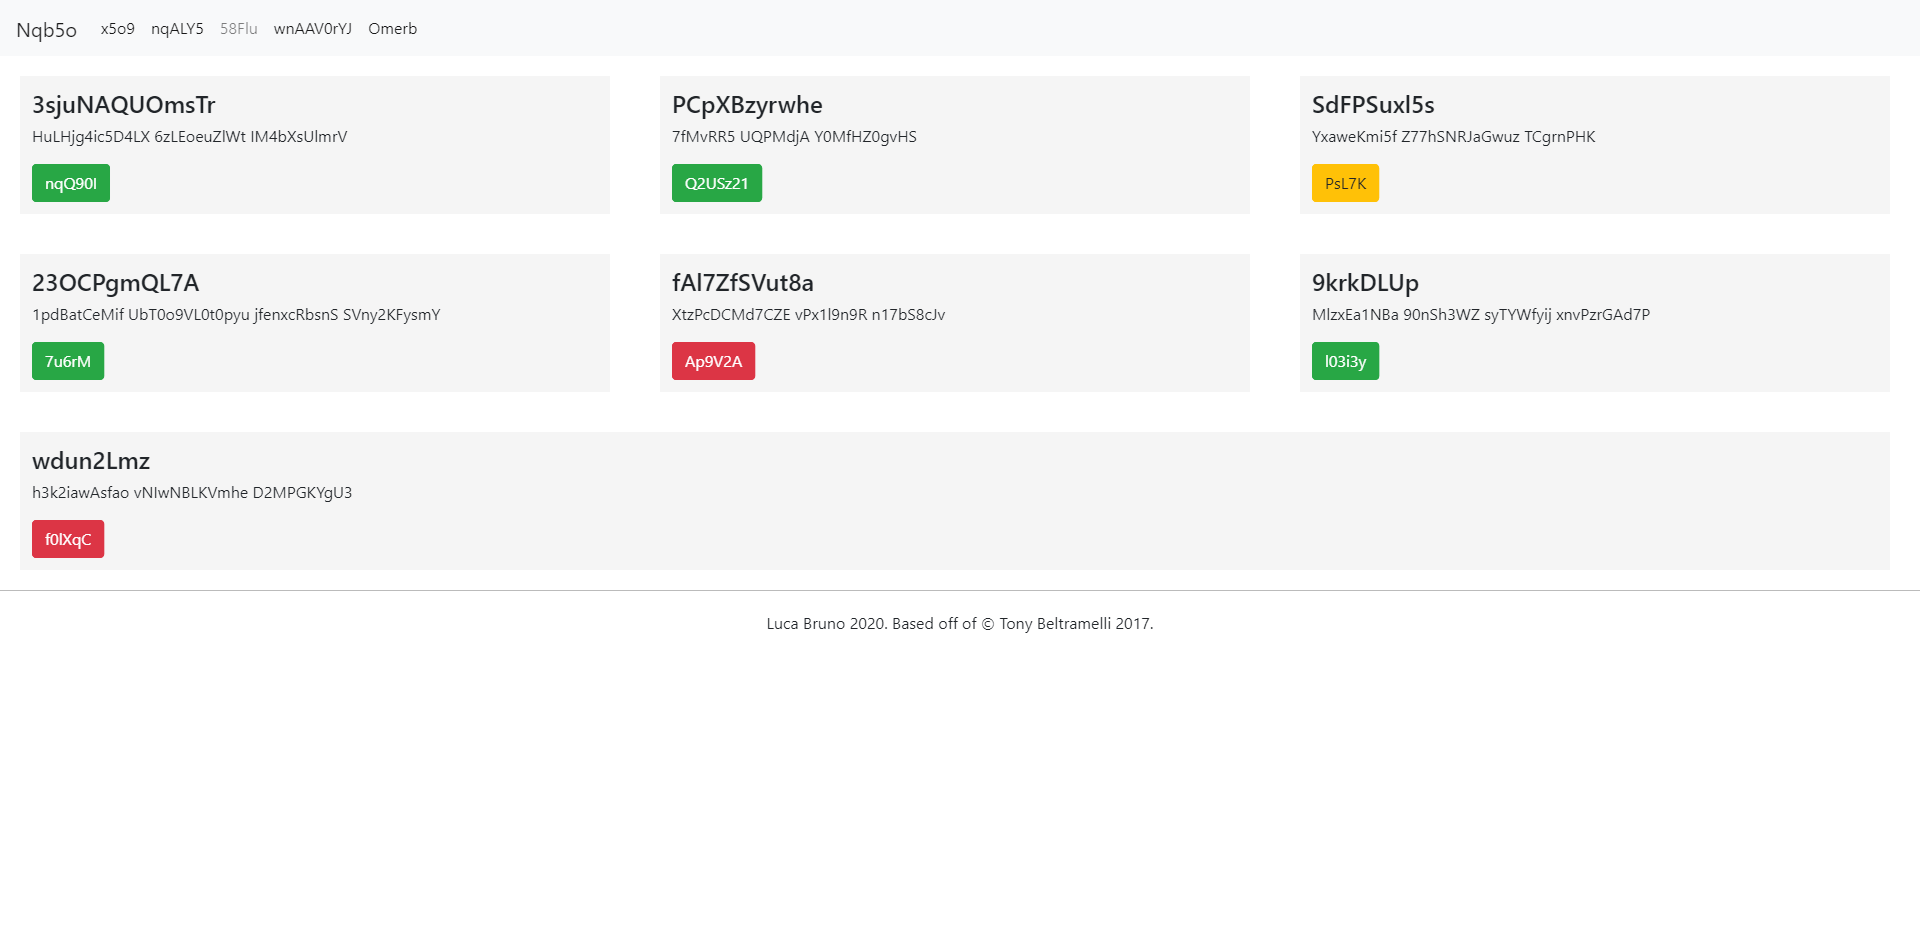 Nqb5o x5o9 nqALY5 58Flu wnAAV0rYJ Omerb
3sjuNAQUOmsTr
HuLHjg4ic5D4LX 6zLEoeuZlWt IM4bXsUlmrV
nqQ90I
PCpXBzyrwhe
7fMvRR5 UQPMdjA Y0MfHZ0gvHS
Q2USz21
SdFPSuxl5s
YxaweKmi5f Z77hSNRJaGwuz TCgrnPHK
PsL7K
23OCPgmQL7A
1pdBatCeMif UbT0o9VL0t0pyu jfenxcRbsnS SVny2KFysmY
7u6rM
fAl7ZfSVut8a
XtzPcDCMd7CZE vPx1l9n9R n17bS8cJv
Ap9V2A
9krkDLUp
MlzxEa1NBa 90nSh3WZ syTYWfyij xnvPzrGAd7P
l03i3y
wdun2Lmz
h3k2iawAsfao vNIwNBLKVmhe D2MPGKYgU3
f0lXqC
Luca Bruno 2020. Based off of © Tony Beltramelli 2017.